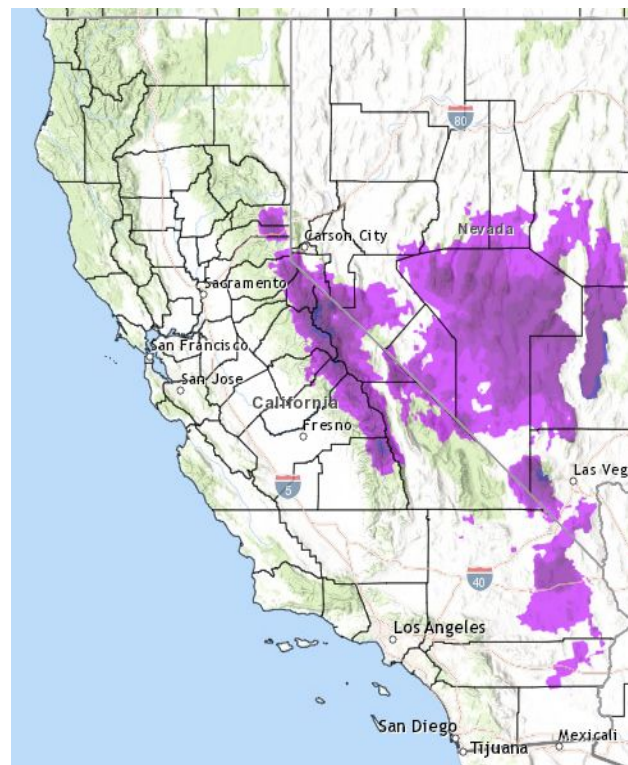 80
Nevada
Carson City
Sacramento
San Francisco
San Jose
California
Fresno
Las Veg
5
40
Los Angeles
San Diego
Tijuana
Mexicali